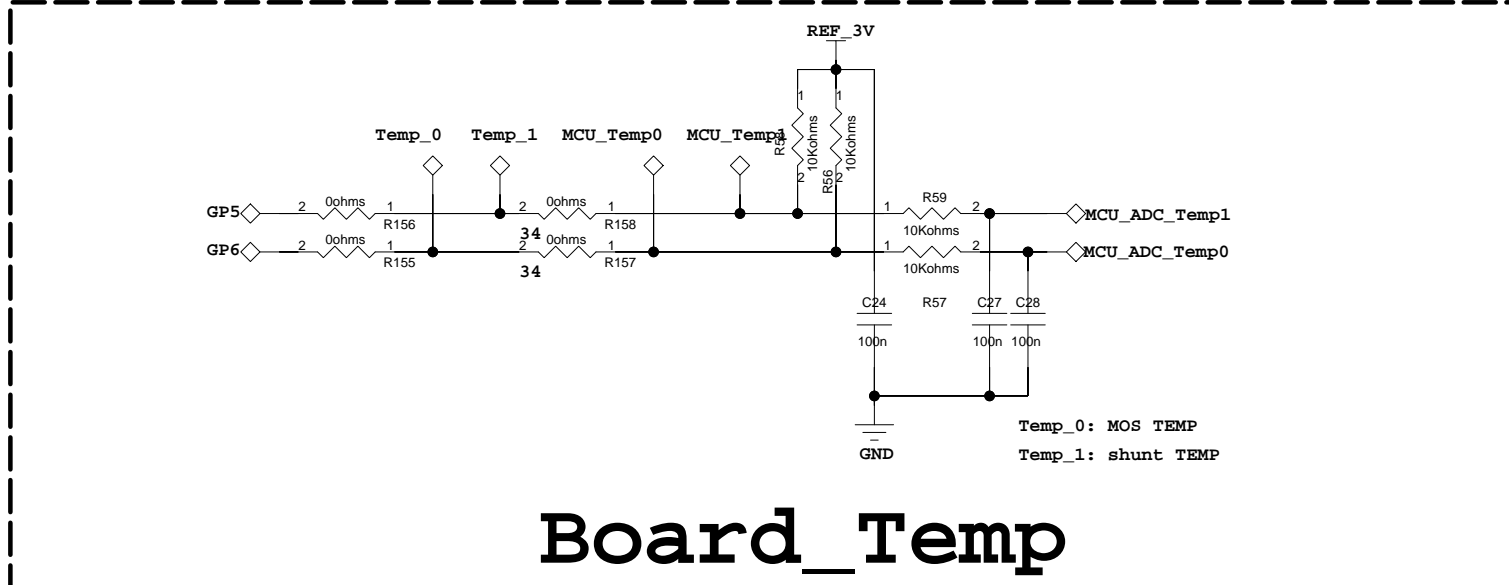 REF_3V
Temp_0 Temp_1 MCU_Temp0 MCU_Temp1
1 1
10Kohms 10Kohms
R56
2 2
GP5 2 0ohms 1 R156 2 0ohms 1 R158 1 R59 2 MCU_ADC_Temp1
34 10Kohms
GP6 2 0ohms 1 R155 2 0ohms 1 R157 1 10Kohms 2 MCU_ADC_Temp0
34
C24 R57 C27 C28
100n 100n 100n
Temp_0: MOS TEMP
GND Temp_1: shunt TEMP
Board_Temp